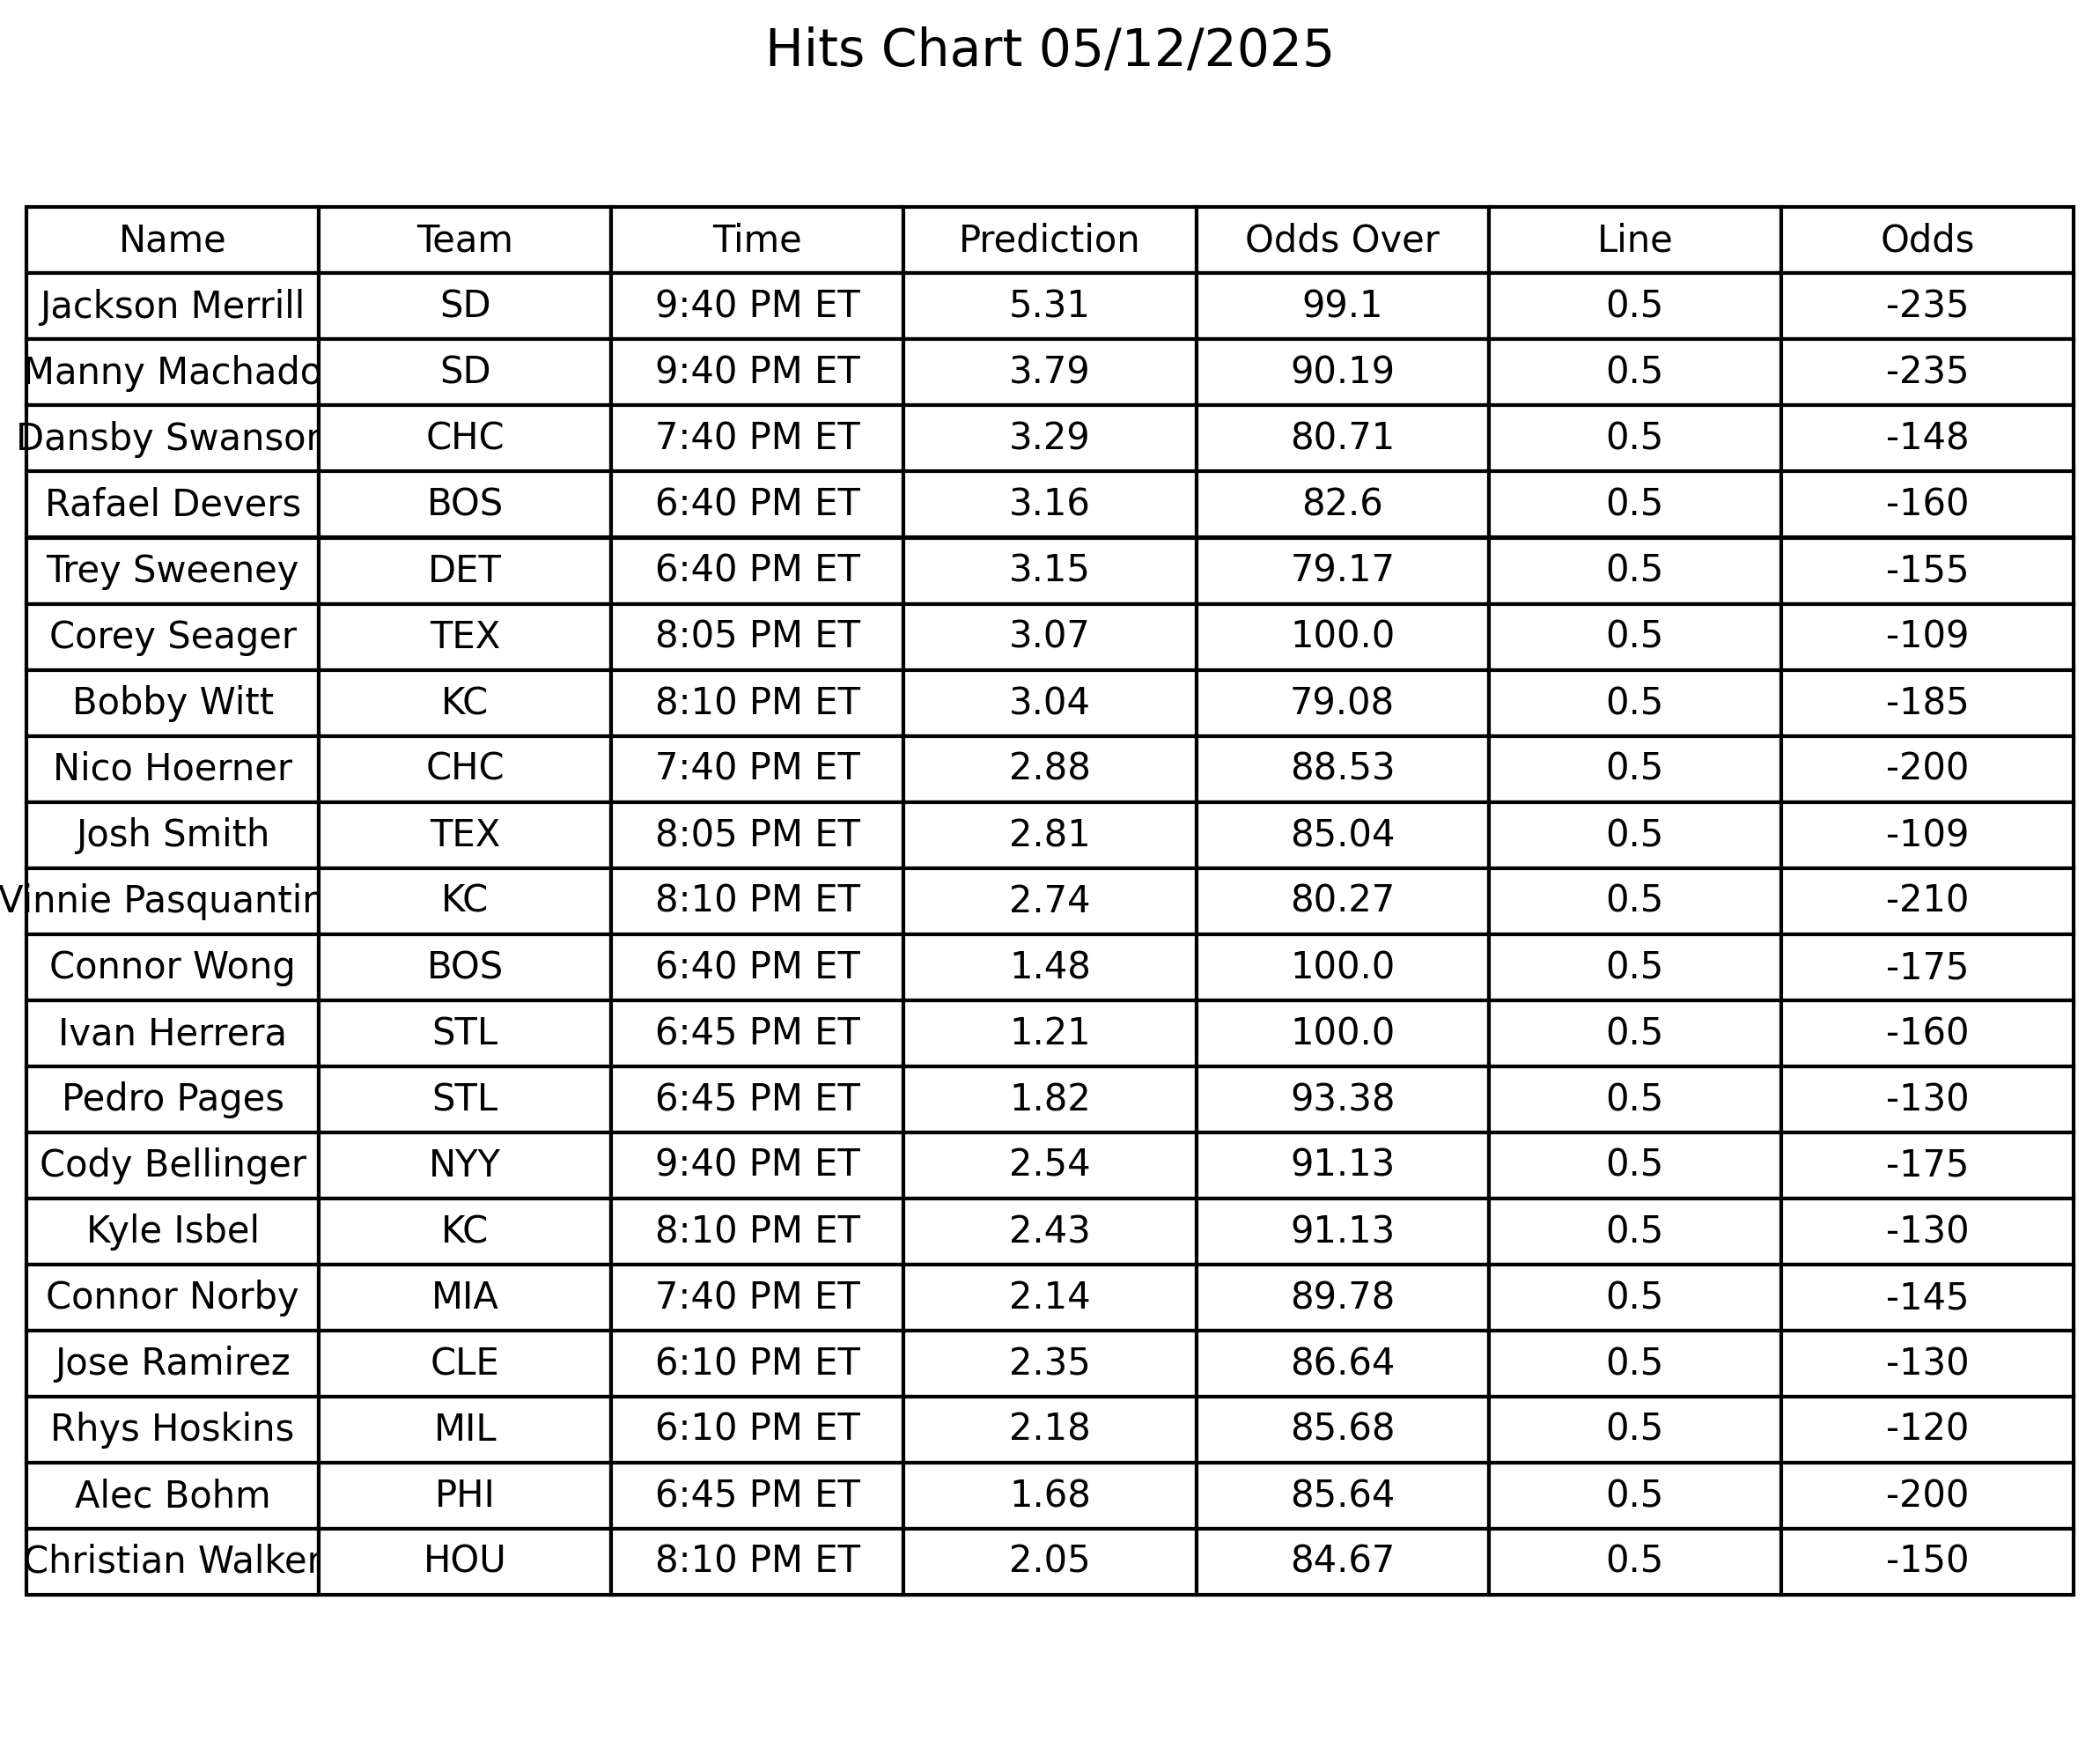 Hits Chart 05/12/2025
Name Team Time Prediction Odds Over Line Odds
Jackson Merrill SD 9:40 PM ET 5.31 99.1 0.5 -235
Manny Machado SD 9:40 PM ET 3.79 90.19 0.5 -235
Dansby Swanson CHC 7:40 PM ET 3.29 80.71 0.5 -148
Rafael Devers BOS 6:40 PM ET 3.16 82.6 0.5 -160
Trey Sweeney DET 6:40 PM ET 3.15 79.17 0.5 -155
Corey Seager TEX 8:05 PM ET 3.07 100.0 0.5 -109
Bobby Witt KC 8:10 PM ET 3.04 79.08 0.5 -185
Nico Hoerner CHC 7:40 PM ET 2.88 88.53 0.5 -200
Josh Smith TEX 8:05 PM ET 2.81 85.04 0.5 -109
Vinnie Pasquantin KC 8:10 PM ET 2.74 80.27 0.5 -210
Connor Wong BOS 6:40 PM ET 1.48 100.0 0.5 -175
Ivan Herrera STL 6:45 PM ET 1.21 100.0 0.5 -160
Pedro Pages STL 6:45 PM ET 1.82 93.38 0.5 -130
Cody Bellinger NYY 9:40 PM ET 2.54 91.13 0.5 -175
Kyle Isbel KC 8:10 PM ET 2.43 91.13 0.5 -130
Connor Norby MIA 7:40 PM ET 2.14 89.78 0.5 -145
Jose Ramirez CLE 6:10 PM ET 2.35 86.64 0.5 -130
Rhys Hoskins MIL 6:10 PM ET 2.18 85.68 0.5 -120
Alec Bohm PHI 6:45 PM ET 1.68 85.64 0.5 -200
Christian Walker HOU 8:10 PM ET 2.05 84.67 0.5 -150